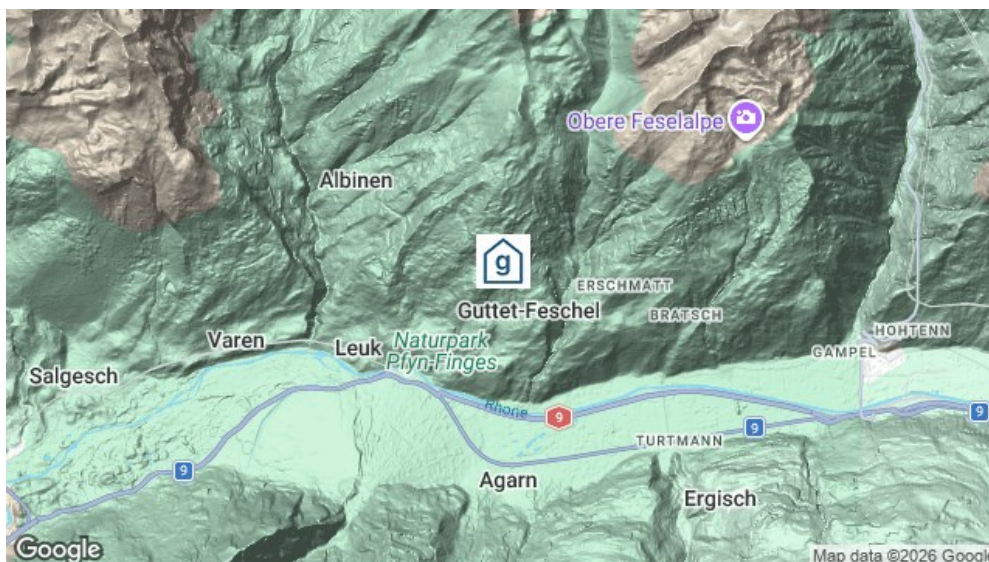 Obere Feselalpe
Albinen
g
ERSCHMATT
Guttet-Feschel
BRATSCH
HOHTENN
Varen
Leuk
Naturpark
Pfyn-Finges
GAMPEL
Salgesch
Rhone
9
9
9
TURTMANN
9
Agarn
Ergisch
Google
Map data ©2026 Google